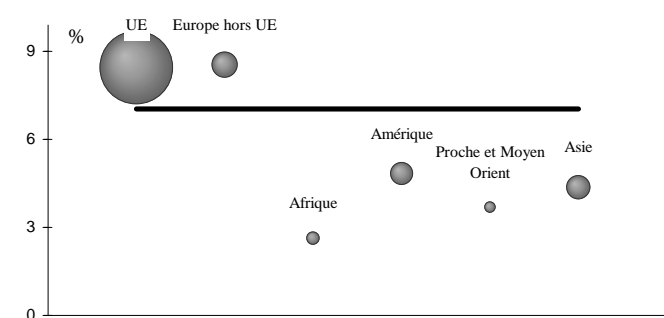 UE
Europe hors UE
%
9
6
Amérique
Proche et Moyen
Orient
Asie
Afrique
3
0